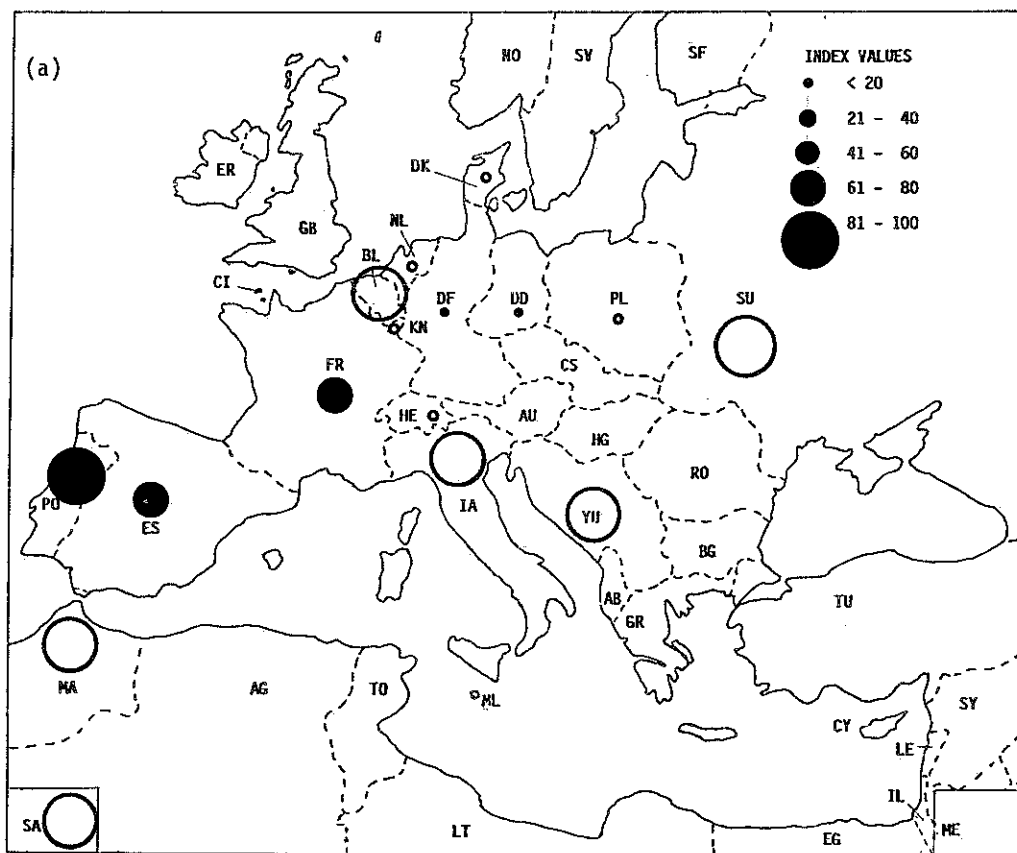 (a)
NO
SV
SF
INDEX VALUES
< 20
21 - 40
41 - 60
61 - 80
81 - 100
ER
DK
GB
NL
BL
CI
DF
DD
PL
SU
KN
CS
FR
HE
AU
HG
RO
PO
ES
IA
YU
BG
AB
GR
TU
MA
AG
TO
ML
CY
SY
LE
IL
SA
LT
EG
ME